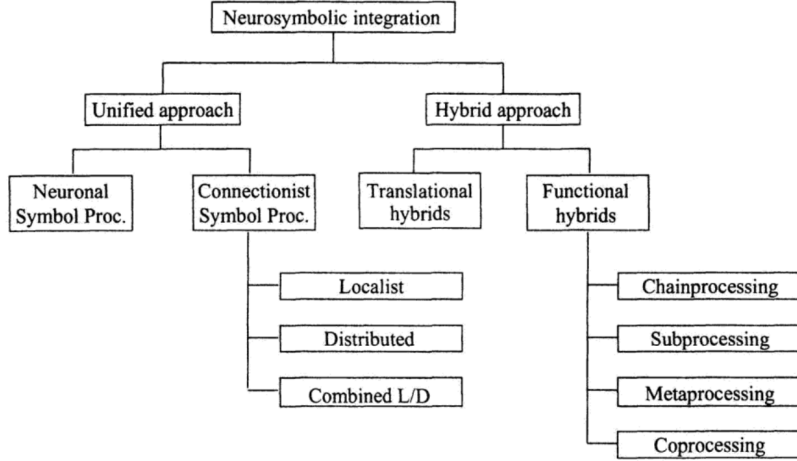 Neurosymbolic integration
Unified approach
Hybrid approach
Neuronal
Symbol Proc.
Connectionist
Symbol Proc.
Translational
hybrids
Functional
hybrids
Localist
Distributed
Combined L/D
Chainprocessing
Subprocessing
Metaprocessing
Coprocessing